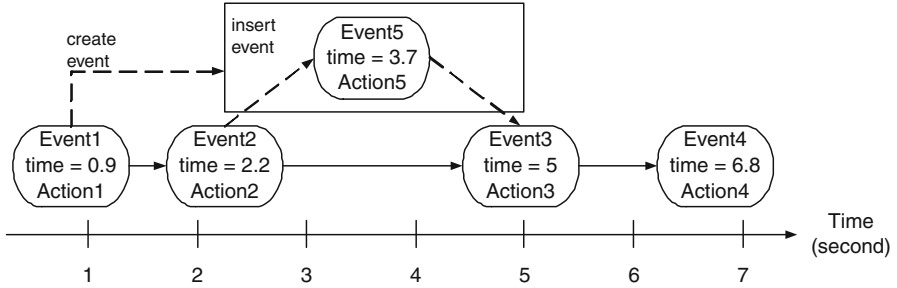 create
event
insert
event
Event5
time = 3.7
Action5
Event1
time = 0.9
Action1
Event2
time = 2.2
Action2
Event3
time = 5
Action3
Event4
time = 6.8
Action4
Time
(second)
1 2 3 4 5 6 7